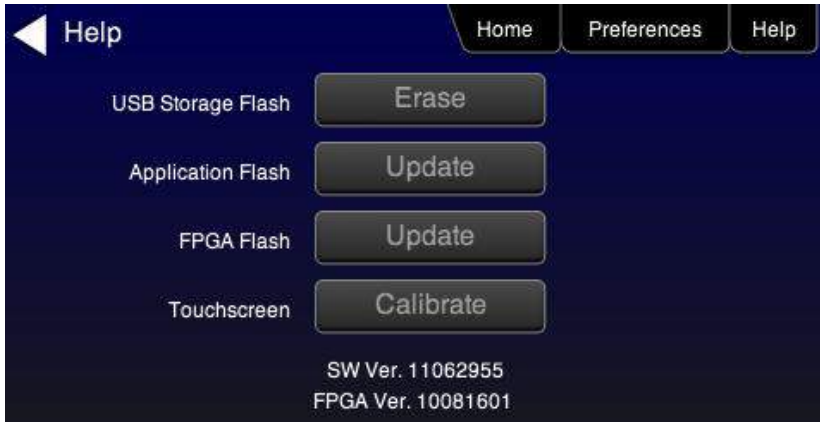 Help Home Preferences Help
USB Storage Flash Erase
Application Flash Update
FPGA Flash Update
Touchscreen Calibrate
SW Ver. 11062955
FPGA Ver. 10081601